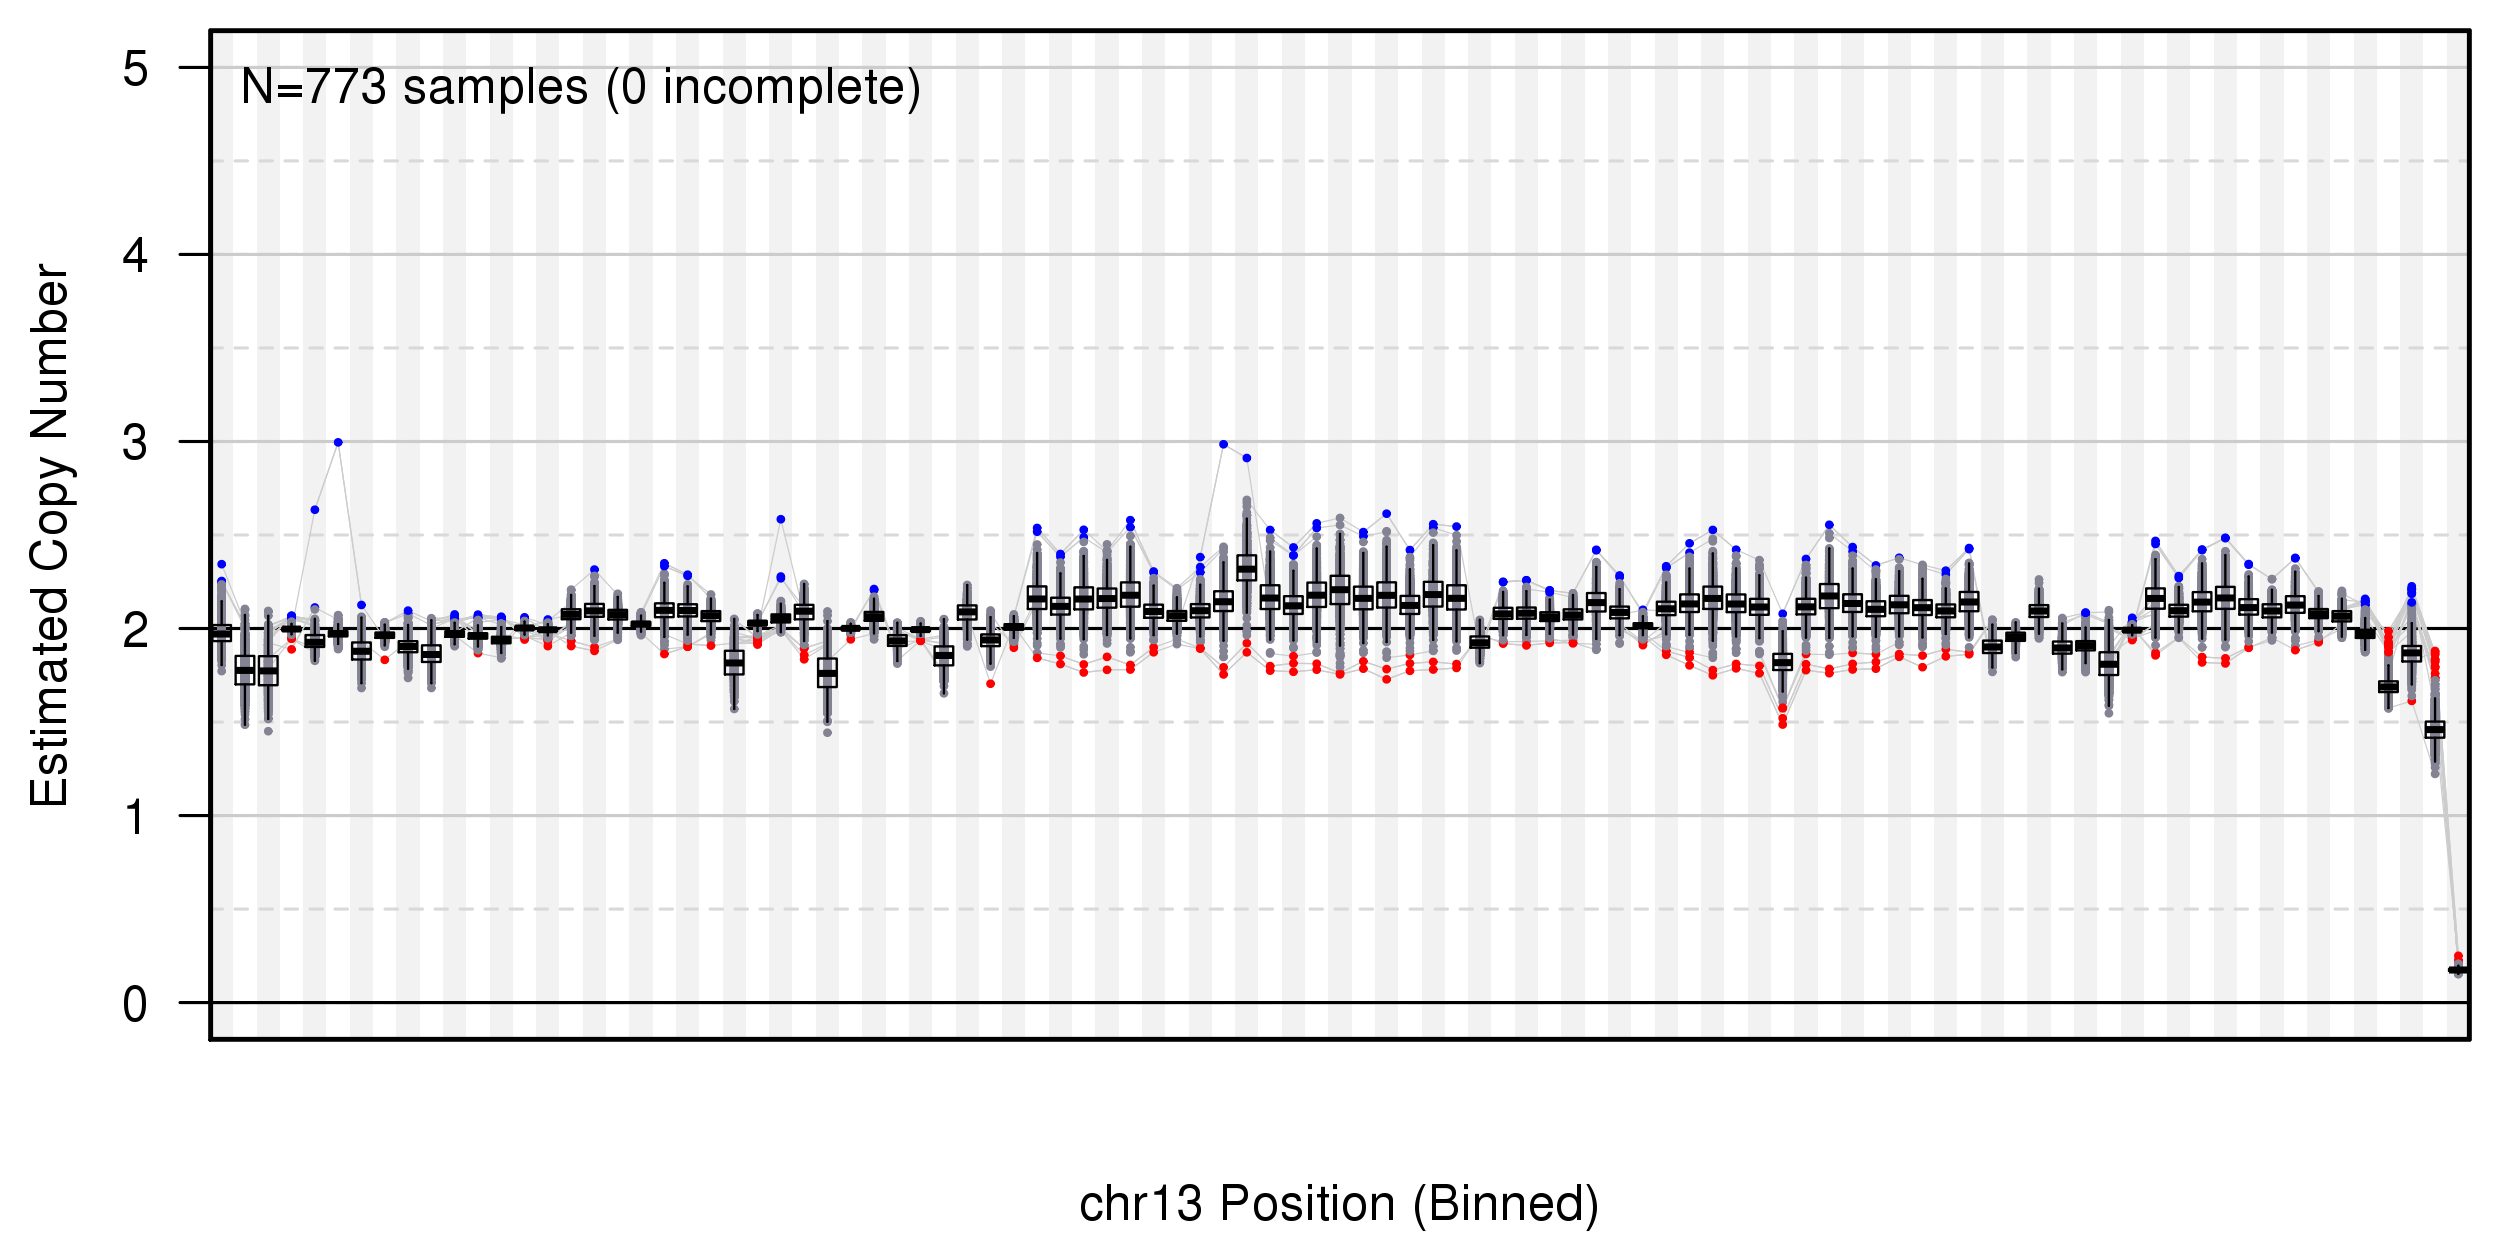 N=773 samples (0 incomplete)
5
4
3
2
1
0
Estimated Copy Number
chr13 Position (Binned)